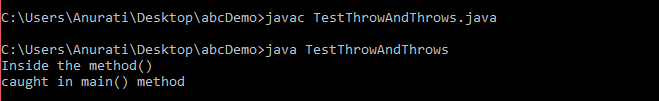 C:\Users\Anurati\Desktop\abcDemo>javac TestThrowAndThrows.java
C:\Users\Anurati\Desktop\abcDemo>java TestThrowAndThrows
Inside the method()
caught in main() method